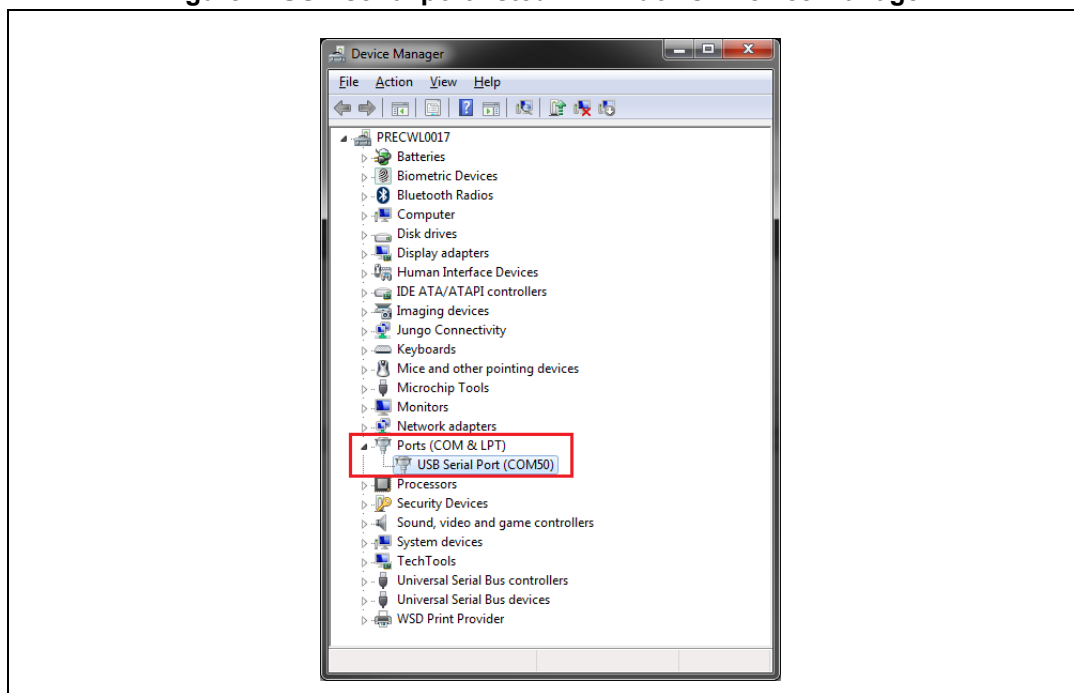 Device Manager
File Action View Help
PRECWL0017
Batteries
Biometric Devices
Bluetooth Radios
Computer
Disk drives
Display adapters
Human Interface Devices
IDE ATA/ATAPI controllers
Imaging devices
Jungo Connectivity
Keyboards
Mice and other pointing devices
Microchip Tools
Monitors
Network adapters
Ports (COM & LPT)
USB Serial Port (COM50)
Processors
Security Devices
Sound, video and game controllers
System devices
TechTools
Universal Serial Bus controllers
Universal Serial Bus devices
WSD Print Provider